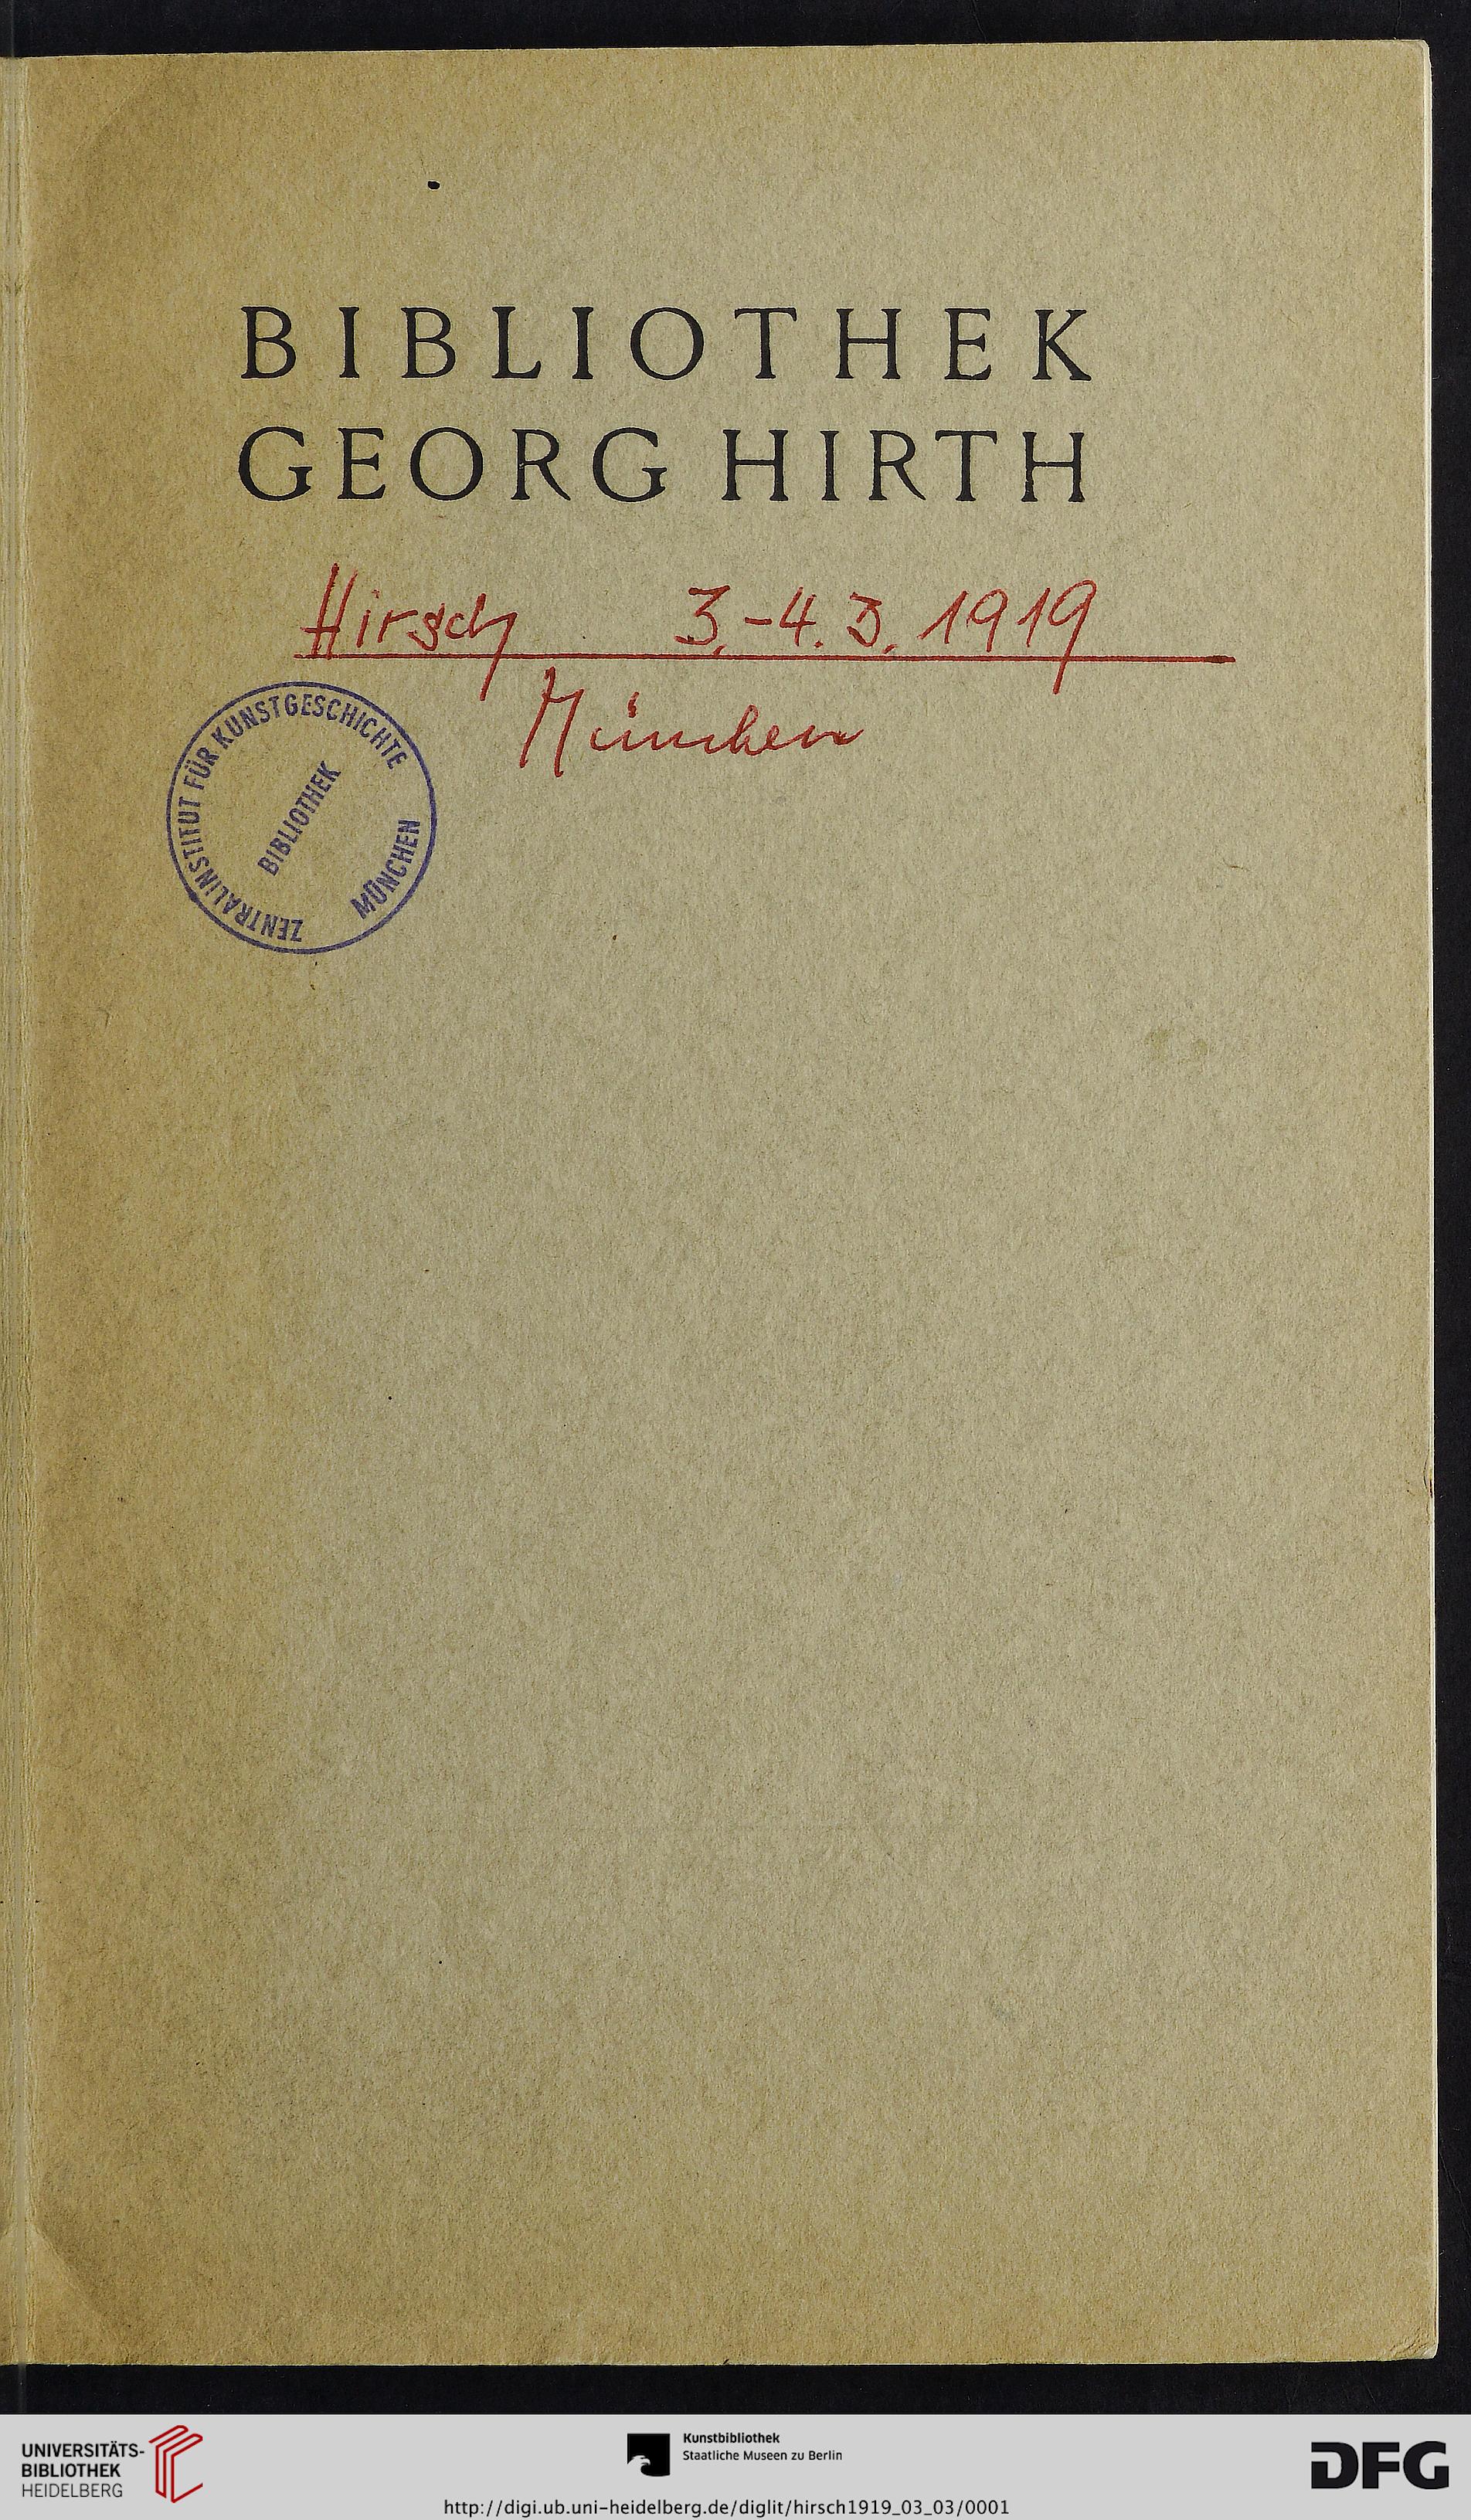 BIBLIOTHEK
GEORG HIRTH
Hirsch 3.-4.3.1919
München
ZENTRALINSTITUT FÜR KUNSTGESCHICHTE
BIBLIOTHEK
MÜNCHEN
UNIVERSITÄTS-
BIBLIOTHEK
HEIDELBERG
Kunstbibliothek
Staatliche Museen zu Berlin
DFG
http://digi.ub.uni-heidelberg.de/diglit/hirsch1919_03_03/0001